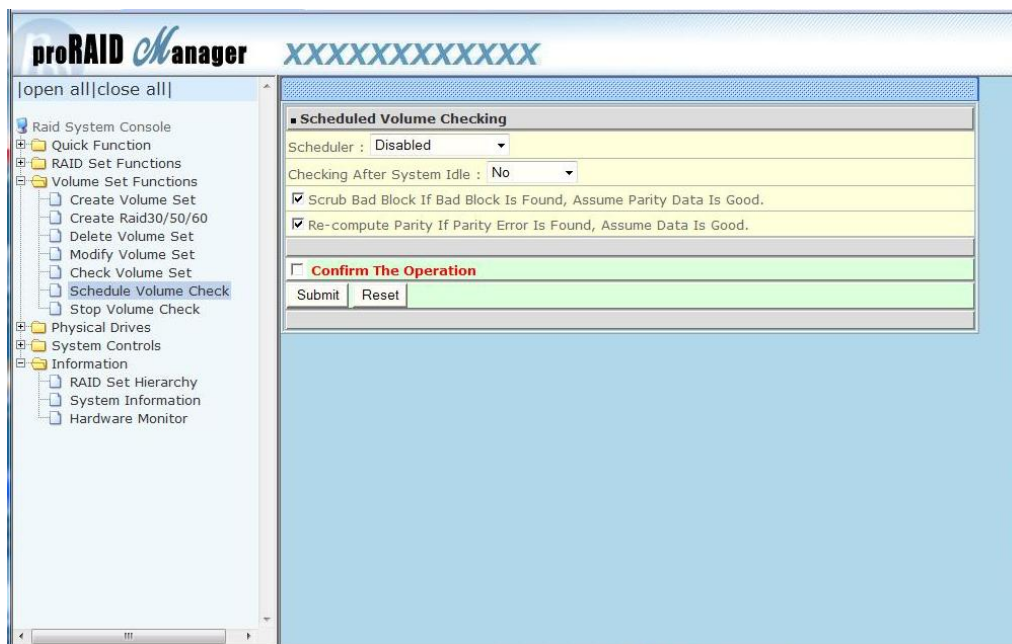 proRAID Manager XXXXXXXXXXXX
|open all|close all|
Raid System Console
Quick Function
RAID Set Functions
Volume Set Functions
Create Volume Set
Create Raid30/50/60
Delete Volume Set
Modify Volume Set
Check Volume Set
Schedule Volume Check
Stop Volume Check
Physical Drives
System Controls
Information
RAID Set Hierarchy
System Information
Hardware Monitor
Scheduled Volume Checking
Scheduler : Disabled
Checking After System Idle : No
Scrub Bad Block If Bad Block Is Found, Assume Parity Data Is Good.
Re-compute Parity If Parity Error Is Found, Assume Data Is Good.
Confirm The Operation
Submit Reset